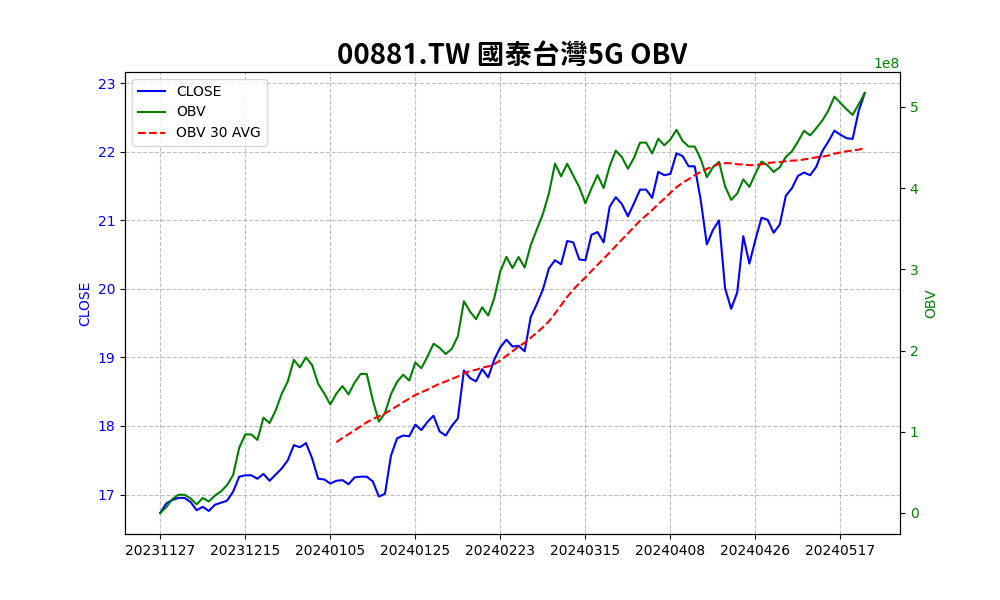 00881.TW 國泰台灣5G OBV
1e8
CLOSE
OBV
OBV 30 AVG
23
22
21
20
19
18
17
CLOSE
5
4
3
2
1
0
OBV
20231127 20231215 20240105 20240125 20240223 20240315 20240408 20240426 20240517